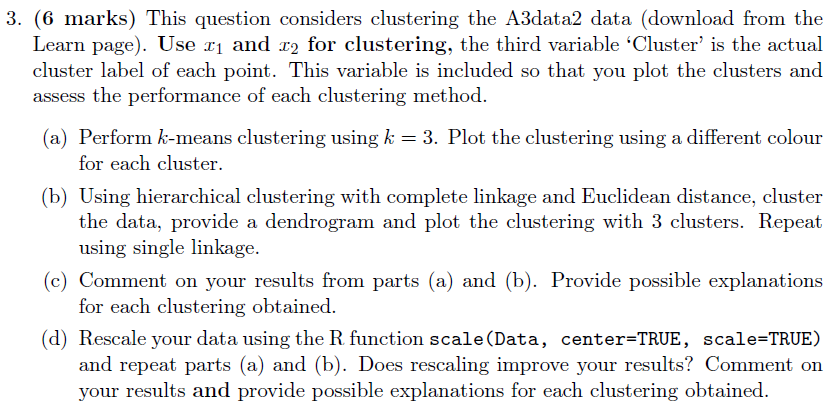 3. (6 marks) This question considers clustering the A3data2 data (download from the
Learn page). Use x₁ and x₂ for clustering, the third variable ‘Cluster’ is the actual
cluster label of each point. This variable is included so that you plot the clusters and
assess the performance of each clustering method.
(a) Perform k-means clustering using k = 3. Plot the clustering using a different colour
for each cluster.
(b) Using hierarchical clustering with complete linkage and Euclidean distance, cluster
the data, provide a dendrogram and plot the clustering with 3 clusters. Repeat
using single linkage.
(c) Comment on your results from parts (a) and (b). Provide possible explanations
for each clustering obtained.
(d) Rescale your data using the R function scale(Data, center=TRUE, scale=TRUE)
and repeat parts (a) and (b). Does rescaling improve your results? Comment on
your results and provide possible explanations for each clustering obtained.